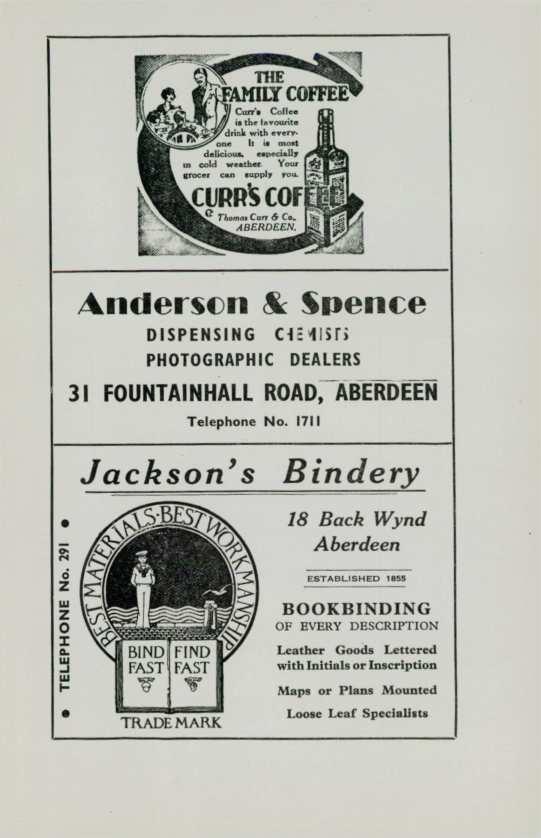 THE
FAMILY COFFEE
Curr's Coffee
is the favourite
drink with every-
one It is most
delicious, especially
in cold weather. Your
grocer can supply you.
CURR'S COFFEE
Thomas Curr & Co.,
ABERDEEN.
Anderson & Spence
DISPENSING CHEMISTS
PHOTOGRAPHIC DEALERS
31 FOUNTAINHALL ROAD, ABERDEEN
Telephone No. 1711
Jackson's Bindery
TELEPHONE No. 291
BEST MATERIALS·BEST WORKMANSHIP
BIND FAST
FIND FAST
TRADE MARK
18 Back Wynd
Aberdeen
ESTABLISHED 1855
BOOKBINDING
OF EVERY DESCRIPTION
Leather Goods Lettered
with Initials or Inscription
Maps or Plans Mounted
Loose Leaf Specialists